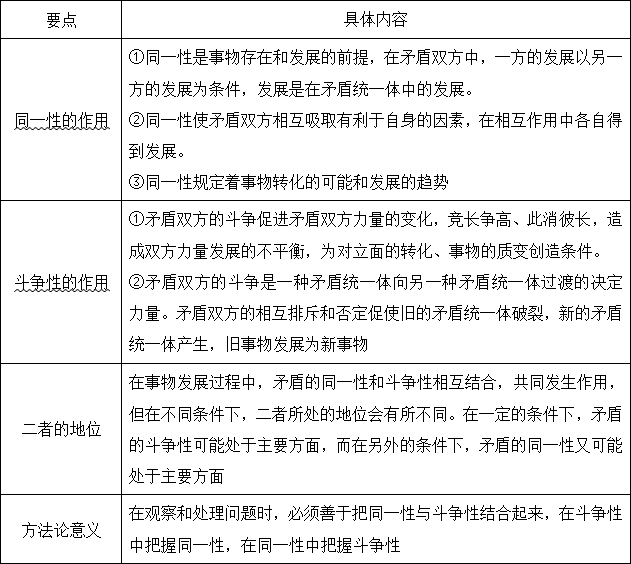 要点
具体内容
同一性的作用
①同一性是事物存在和发展的前提，在矛盾双方中，一方的发展以另一
方的发展为条件，发展是在矛盾统一体中的发展。
②同一性使矛盾双方相互吸取有利于自身的因素，在相互作用中各自得
到发展。
③同一性规定着事物转化的可能和发展的趋势
斗争性的作用
①矛盾双方的斗争促进矛盾双方力量的变化，竞长争高、此消彼长，造
成双方力量发展的不平衡，为对立面的转化、事物的质变创造条件。
②矛盾双方的斗争是一种矛盾统一体向另一种矛盾统一体过渡的决定
力量。矛盾双方的相互排斥和否定促使旧的矛盾统一体破裂，新的矛盾
统一体产生，旧事物发展为新事物
二者的地位
在事物发展过程中，矛盾的同一性和斗争性相互结合，共同发生作用，
但在不同条件下，二者所处的地位会有所不同。在一定的条件下，矛盾
的斗争性可能处于主要方面，而在另外的条件下，矛盾的同一性又可能
处于主要方面
方法论意义
在观察和处理问题时，必须善于把同一性与斗争性结合起来，在斗争性
中把握同一性，在同一性中把握斗争性